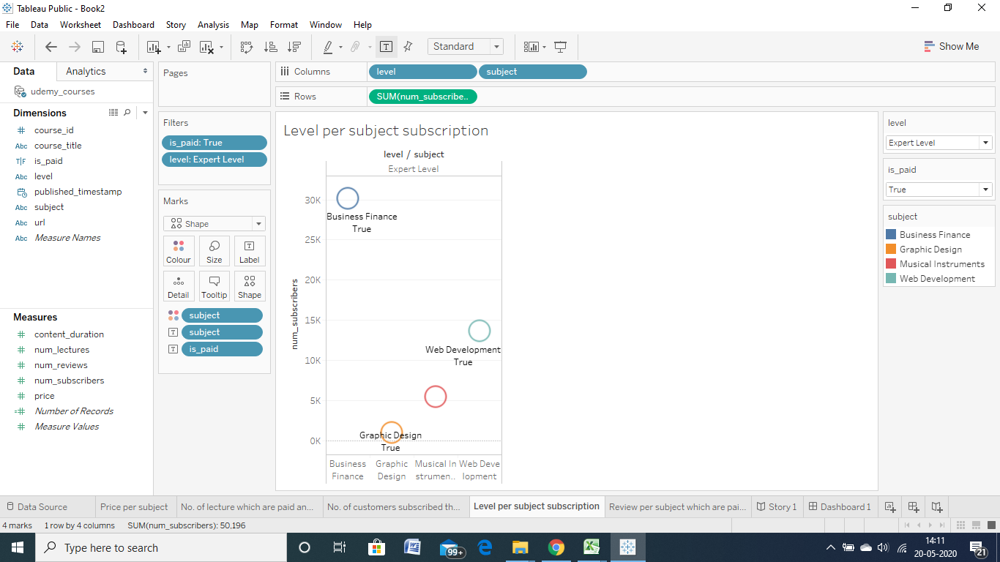 Tableau Public - Book2
File Data Worksheet Dashboard Story Analysis Map Format Window Help
Standard
Show Me
Data Analytics
udemy_courses
Dimensions
course_id
Abc course_title
T|F is_paid
Abc level
published_timestamp
Abc subject
Abc url
Abc Measure Names
Measures
content_duration
num_lectures
num_reviews
num_subscribers
price
Number of Records
Measure Values
Pages
Filters
is_paid: True
level: Expert Level
Marks
Shape
Colour Size Label
Detail Tooltip Shape
subject
subject
is_paid
Columns level subject
Rows SUM(num_subscribe..
Level per subject subscription
level / subject
Expert Level
num_subscribers
30K
25K
20K
15K
10K
5K
0K
Business Finance
True
Web Development
True
Graphic Design
True
Business
Finance
Graphic
Design
Musical In
strumen..
Web Deve
lopment
level
Expert Level
is_paid
True
subject
Business Finance
Graphic Design
Musical Instruments
Web Development
Data Source Price per subject No. of lecture which are paid an... No. of customers subscribed th... Level per subject subscription Review per subject which are pai... Story 1 Dashboard 1
4 marks 1 row by 4 columns SUM(num_subscribers): 50,196
Type here to search
99+
14:11
20-05-2020
21